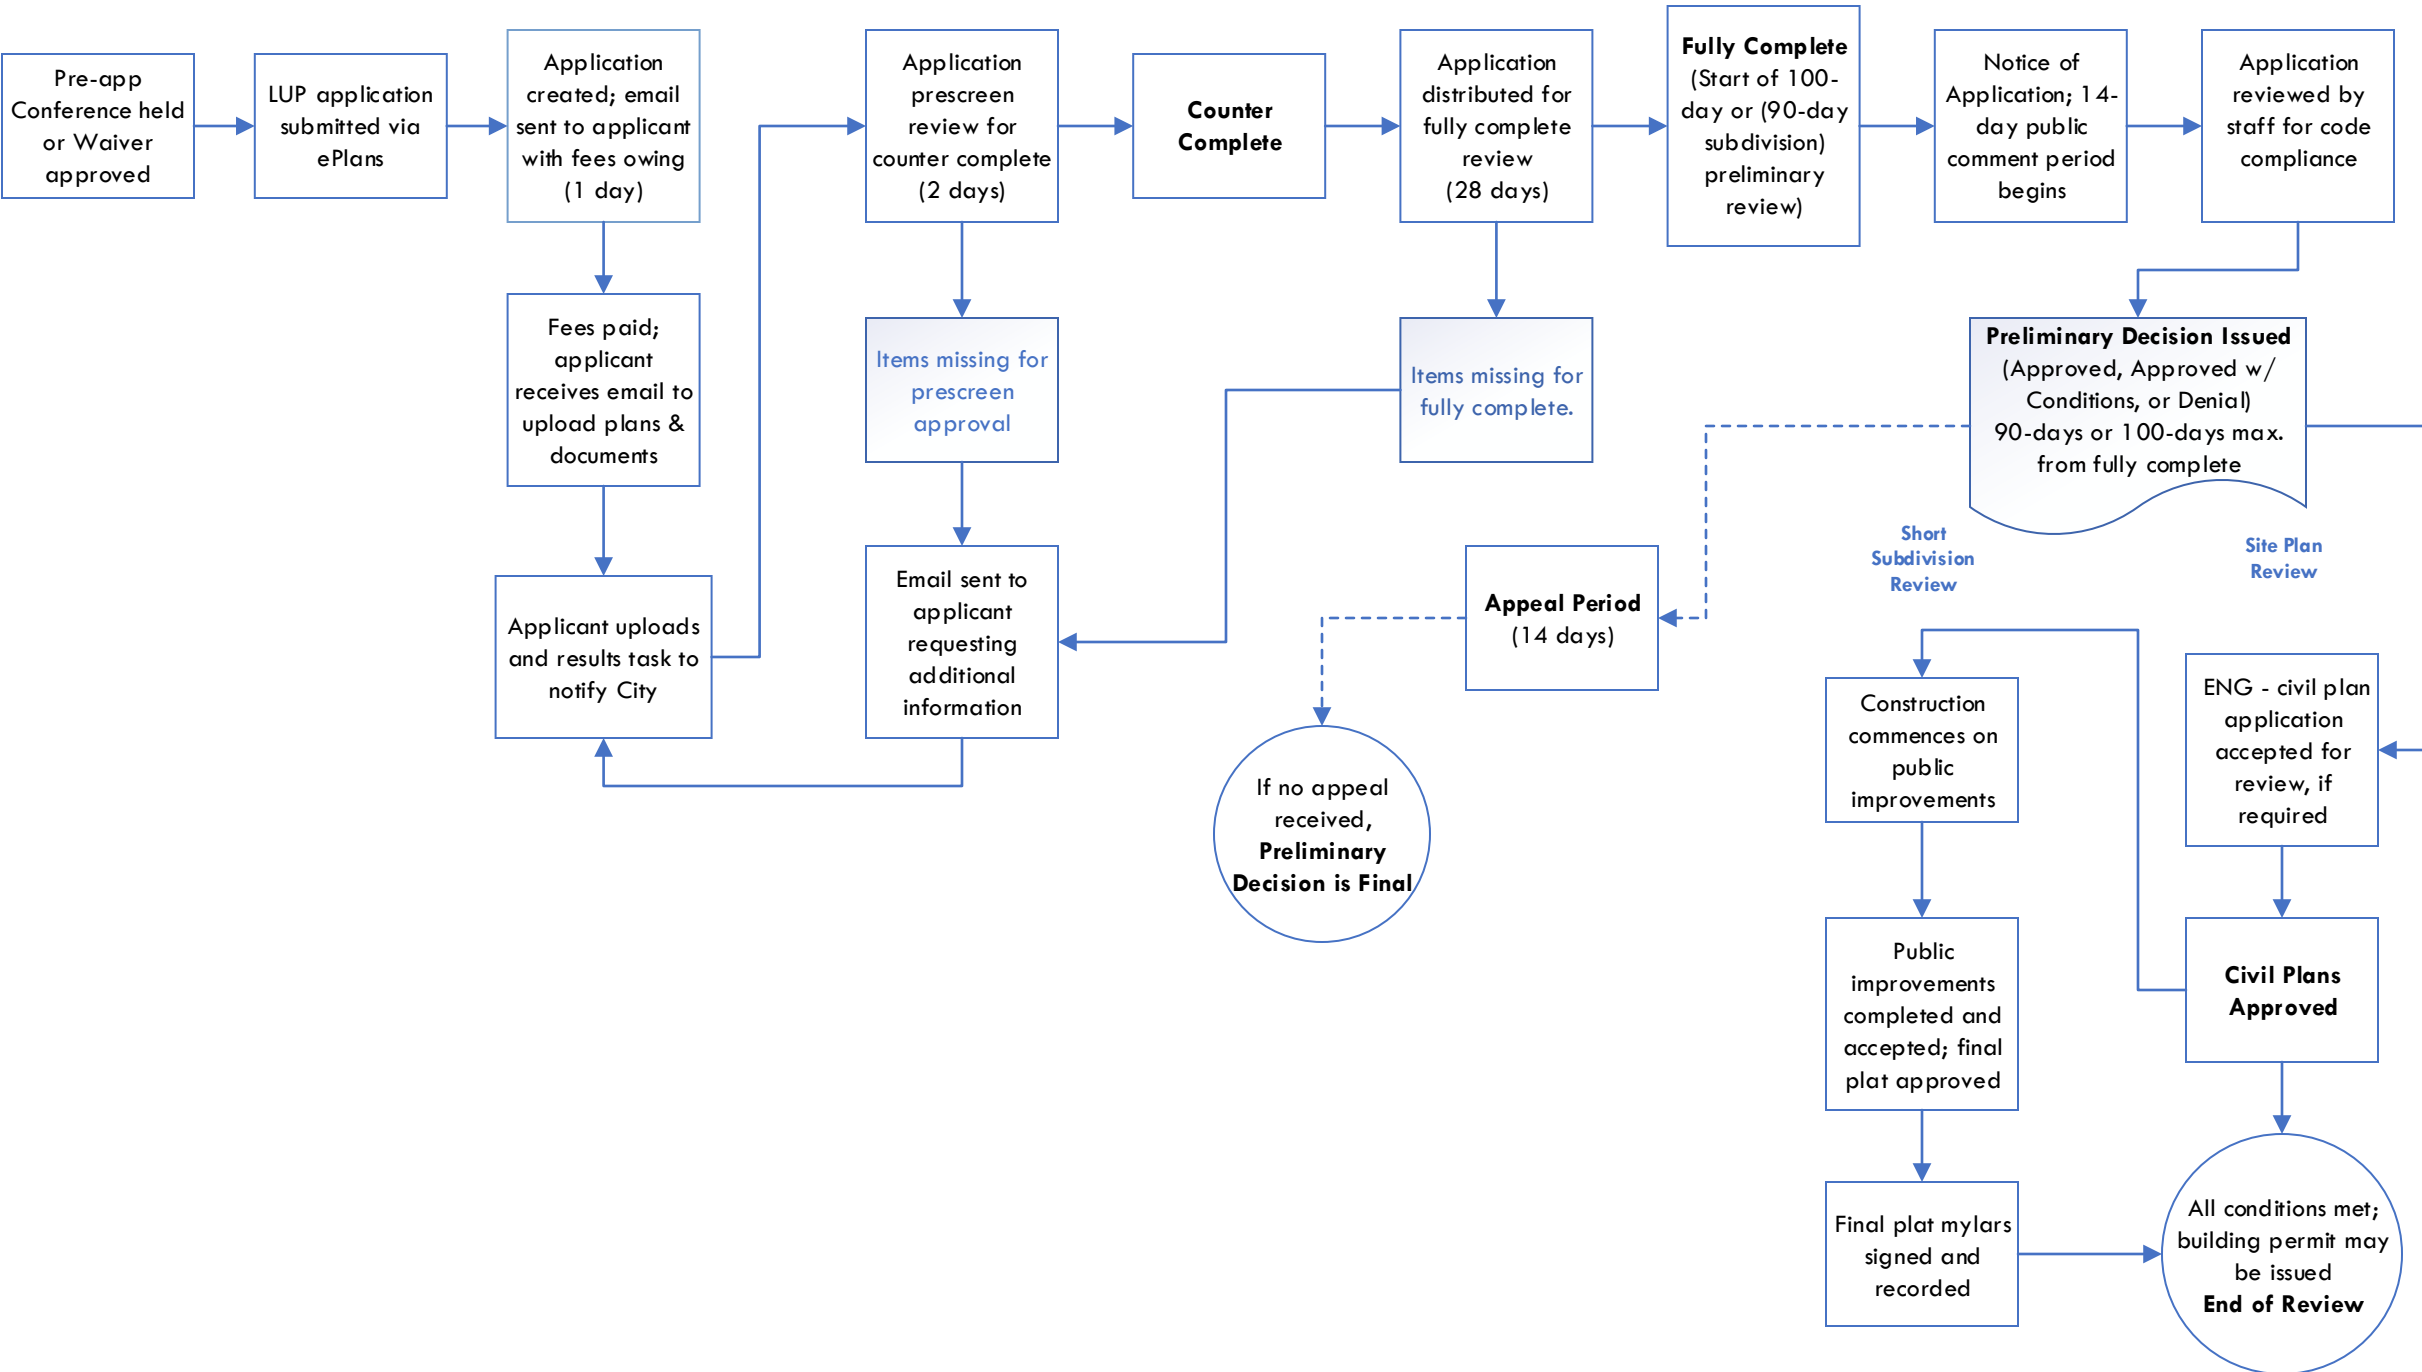 Pre-app
Conference held
or Waiver
approved
LUP application
submitted via
ePlans
Application
created; email
sent to applicant
with fees owing
(1 day)
Application
prescreen
review for
counter complete
(2 days)
Counter
Complete
Application
distributed for
fully complete
review
(28 days)
Fully Complete
(Start of 100-
day or (90-day
subdivision)
preliminary
review)
Notice of
Application; 14-
day public
comment period
begins
Application
reviewed by
staff for code
compliance
Fees paid;
applicant
receives email to
upload plans &
documents
Items missing for
prescreen
approval
Items missing for
fully complete.
Preliminary Decision Issued
(Approved, Approved w/
Conditions, or Denial)
90-days or 100-days max.
from fully complete
Short
Subdivision
Review
Site Plan
Review
Applicant uploads
and results task to
notify City
Email sent to
applicant
requesting
additional
information
Appeal Period
(14 days)
If no appeal
received,
Preliminary
Decision is Final
Construction
commences on
public
improvements
ENG - civil plan
application
accepted for
review, if
required
Public
improvements
completed and
accepted; final
plat approved
Civil Plans
Approved
Final plat mylars
signed and
recorded
All conditions met;
building permit may
be issued
End of Review